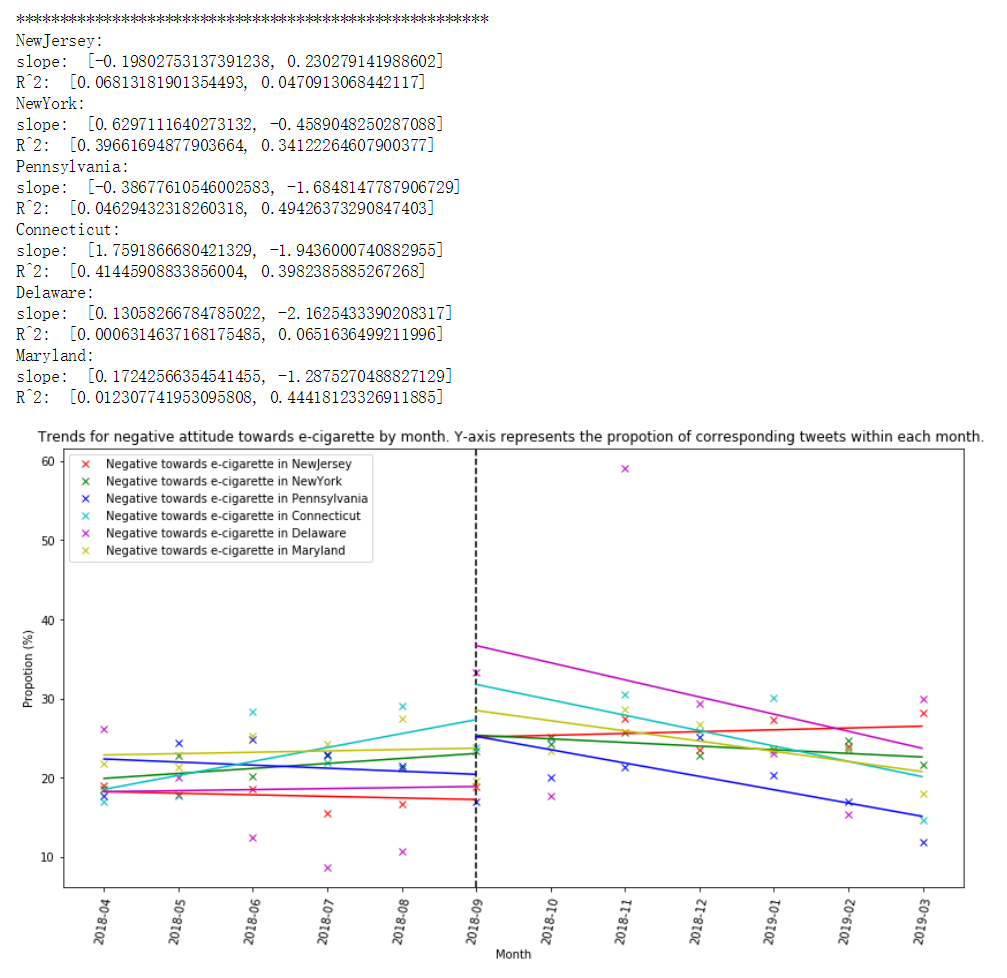 ******************************************************
NewJersey:
slope:  [-0.19802753137391238, 0.230279141988602]
R^2:  [0.06813181901354493, 0.0470913068442117]
NewYork:
slope:  [0.6297111640273132, -0.4589048250287088]
R^2:  [0.39661694877903664, 0.34122264607900377]
Pennsylvania:
slope:  [-0.38677610546002583, -1.6848147787906729]
R^2:  [0.04629432318260318, 0.49426373290847403]
Connecticut:
slope:  [1.7591866680421329, -1.9436000740882955]
R^2:  [0.41445908833856004, 0.3982385885267268]
Delaware:
slope:  [0.13058266784785022, -2.1625433390208317]
R^2:  [0.0006314637168175485, 0.0651636499211996]
Maryland:
slope:  [0.17242566354541455, -1.2875270488827129]
R^2:  [0.012307741953095808, 0.44418123326911885]
Trends for negative attitude towards e-cigarette by month. Y-axis represents the propotion of corresponding tweets within each month.
Negative towards e-cigarette in NewJersey
Negative towards e-cigarette in NewYork
Negative towards e-cigarette in Pennsylvania
Negative towards e-cigarette in Connecticut
Negative towards e-cigarette in Delaware
Negative towards e-cigarette in Maryland
60
50
40
30
20
10
Propotion (%)
2018-04
2018-05
2018-06
2018-07
2018-08
2018-09
2018-10
2018-11
2018-12
2019-01
2019-02
2019-03
Month